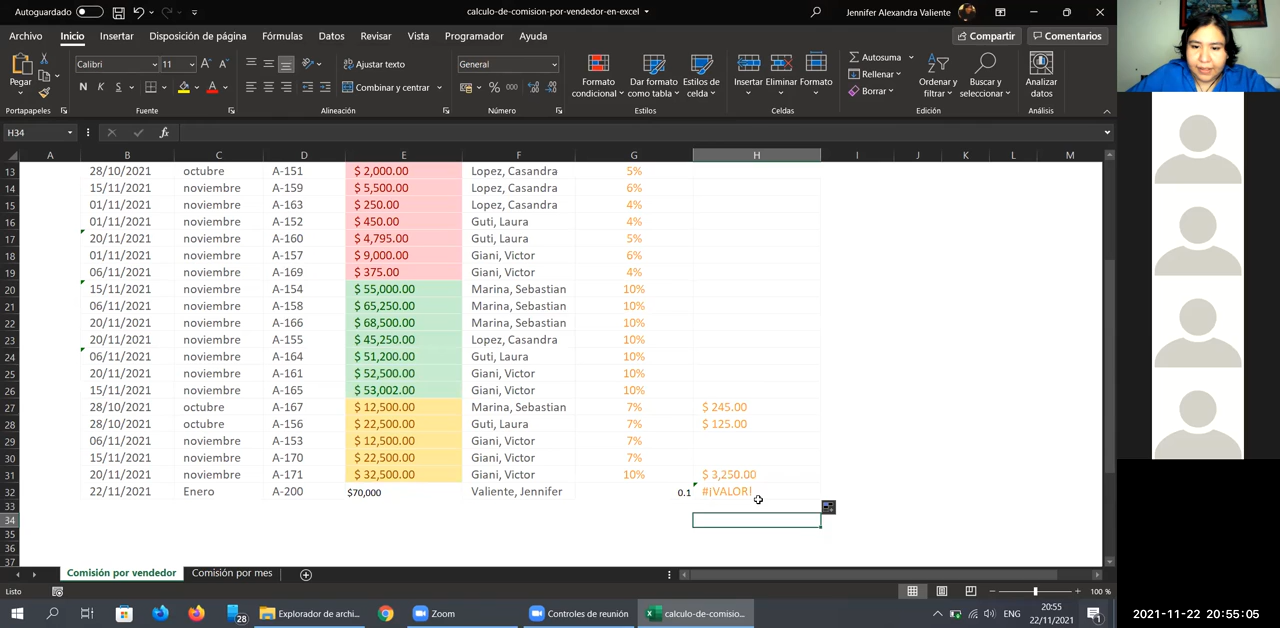 Autoguardado
calculo-de-comision-por-vendedor-en-excel
Jennifer Alexandra Valiente
Archivo Inicio Insertar Disposición de página Fórmulas Datos Revisar Vista Programador Ayuda Compartir Comentarios
Pegar Calibri 11 Ajustar texto General Formato condicional Dar formato como tabla Estilos de celda Insertar Eliminar Formato Autosuma Ordenar y filtrar Buscar y seleccionar Analizar datos
N K S A Combinar y centrar % 000 Rellenar
Borrar
Portapapeles Fuente Alineación Número Estilos Celdas Edición Análisis
H34 fx
A B C D E F G H I J K L M
13 28/10/2021 octubre A-151 $ 2,000.00 Lopez, Casandra 5%
14 15/11/2021 noviembre A-159 $ 5,500.00 Lopez, Casandra 6%
15 01/11/2021 noviembre A-163 $ 250.00 Lopez, Casandra 4%
16 01/11/2021 noviembre A-152 $ 450.00 Guti, Laura 4%
17 20/11/2021 noviembre A-160 $ 4,795.00 Guti, Laura 5%
18 01/11/2021 noviembre A-157 $ 9,000.00 Giani, Victor 6%
19 06/11/2021 noviembre A-169 $ 375.00 Giani, Victor 4%
20 15/11/2021 noviembre A-154 $ 55,000.00 Marina, Sebastian 10%
21 06/11/2021 noviembre A-158 $ 65,250.00 Marina, Sebastian 10%
22 20/11/2021 noviembre A-166 $ 68,500.00 Marina, Sebastian 10%
23 20/11/2021 noviembre A-155 $ 45,250.00 Lopez, Casandra 10%
24 06/11/2021 noviembre A-164 $ 51,200.00 Guti, Laura 10%
25 20/11/2021 noviembre A-161 $ 52,500.00 Giani, Victor 10%
26 15/11/2021 noviembre A-165 $ 53,002.00 Giani, Victor 10%
27 28/10/2021 octubre A-167 $ 12,500.00 Marina, Sebastian 7% $ 245.00
28 28/10/2021 octubre A-156 $ 22,500.00 Guti, Laura 7% $ 125.00
29 06/11/2021 noviembre A-153 $ 12,500.00 Giani, Victor 7%
30 15/11/2021 noviembre A-170 $ 22,500.00 Giani, Victor 7%
31 20/11/2021 noviembre A-171 $ 32,500.00 Giani, Victor 10% $ 3,250.00
32 22/11/2021 Enero A-200 $70,000 Valiente, Jennifer 0.1 #¡VALOR!
33
34
35
36
37
Comisión por vendedor Comisión por mes
Listo 100 %
28 Explorador de archi... Zoom Controles de reunión calculo-de-comisio... ENG 20:55 1
22/11/2021
2021-11-22 20:55:05